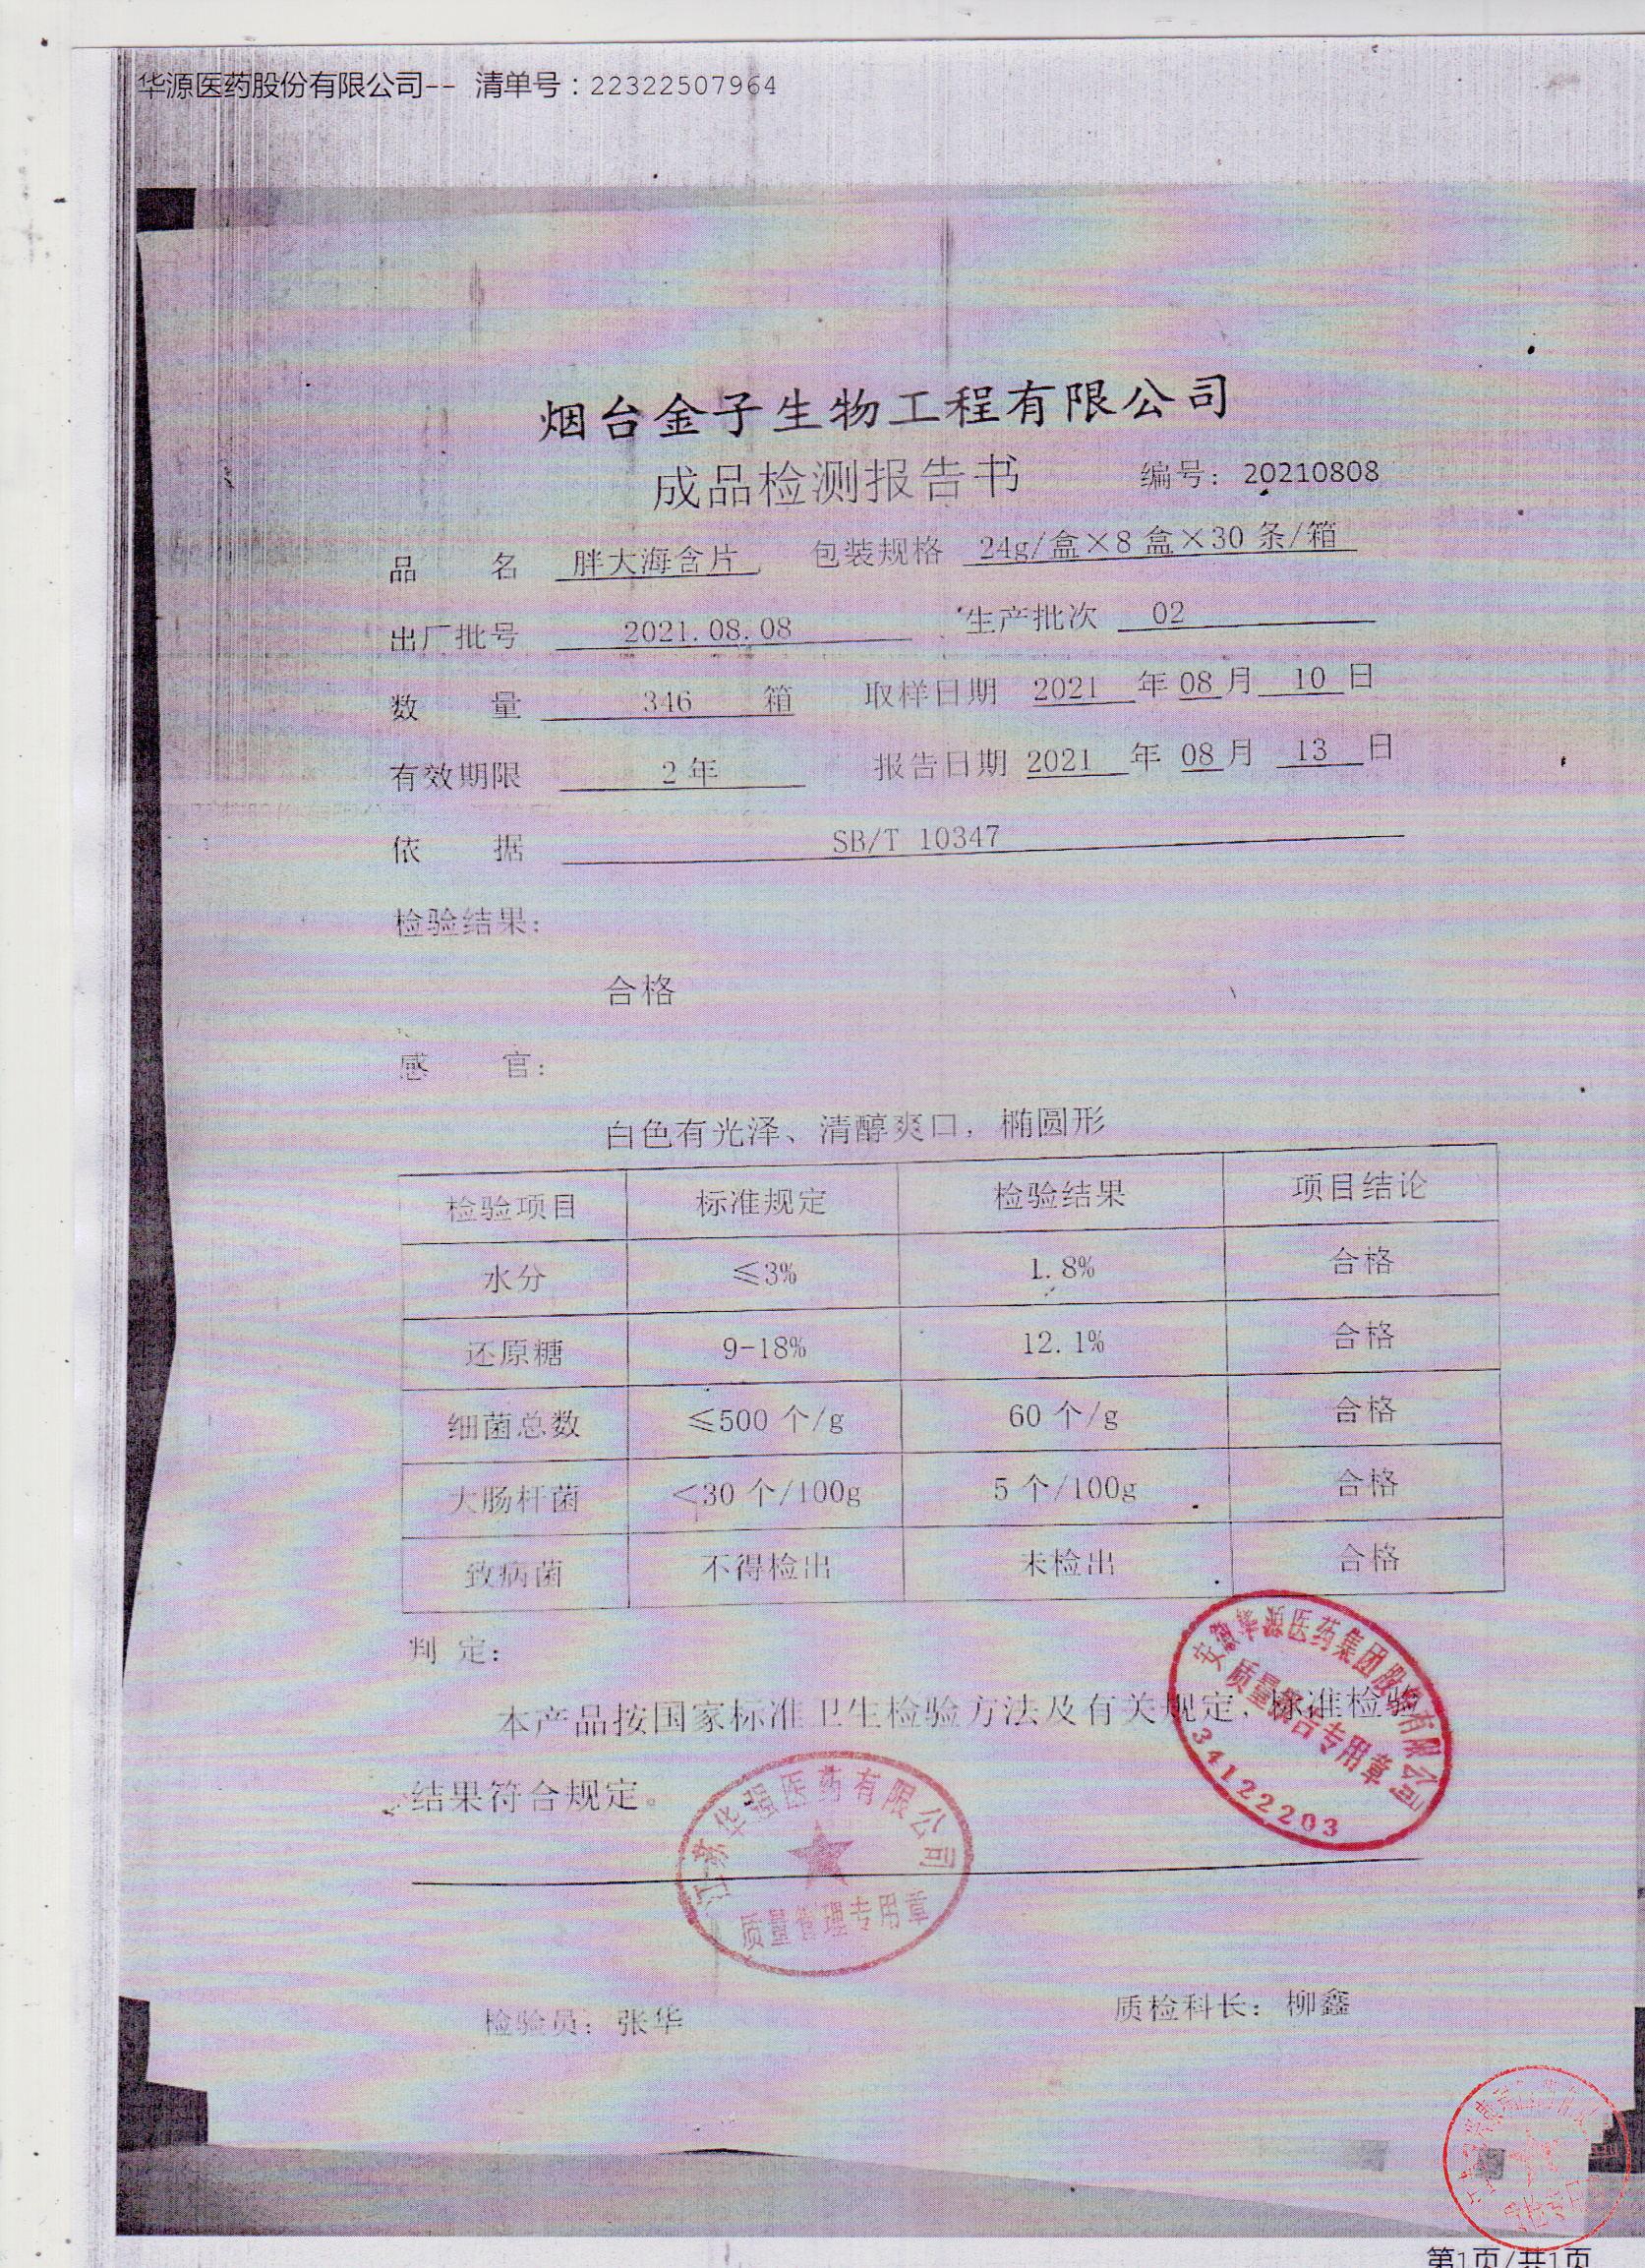 华源医药股份有限公司-- 清单号：22322507964
烟台金子生物工程有限公司
成品检测报告书 编号：20210808
品 名 胖大海含片 包装规格 24g/盒×8 盒×30 条/箱
出厂批号 2021.08.08 生产批次 02
数 量 346 箱 取样日期 2021 年 08 月 10 日
有效期限 2 年 报告日期 2021 年 08 月 13 日
依 据 SB/T 10347
检验结果：
合格
感 官：
白色有光泽、清醇爽口，椭圆形
检验项目 标准规定 检验结果 项目结论
水分 ≤3% 1.8% 合格
还原糖 9-18% 12.1% 合格
细菌总数 ≤500 个/g 60 个/g 合格
大肠杆菌 <30 个/100g 5 个/100g 合格
致病菌 不得检出 未检出 合格
判 定：
本产品按国家标准卫生检验方法及有关规定，标准检验
结果符合规定。
安徽华源医药集团股份有限公司
质量报告专用章
34122203
江苏华强医药有限公司
质量管理专用章
检验员：张华 质检科长：柳鑫
第1页/共1页